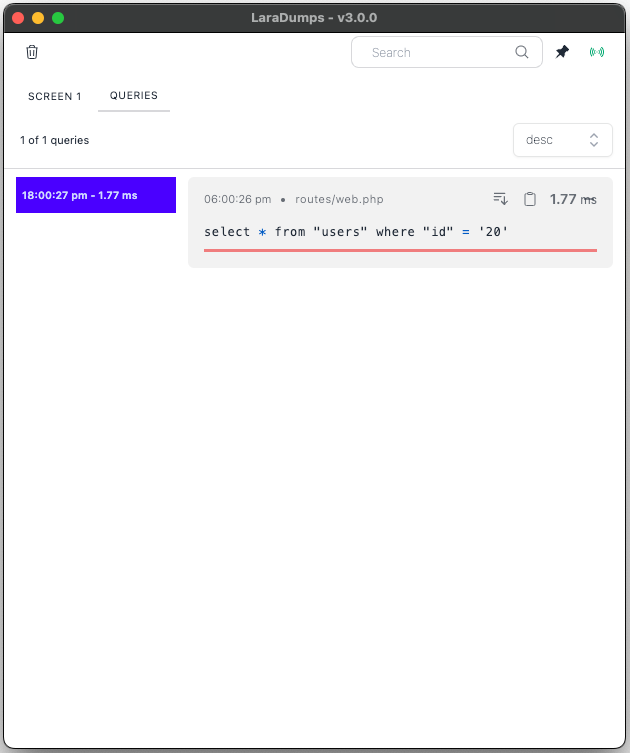 LaraDumps - v3.0.0
Search
SCREEN 1 QUERIES
1 of 1 queries
desc
18:00:27 pm - 1.77 ms
06:00:26 pm • routes/web.php
1.77 ms
select * from "users" where "id" = '20'